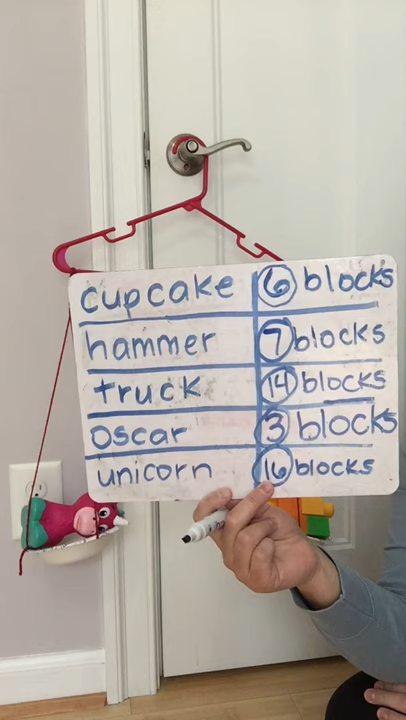 cupcake 6 blocks
hammer 7 blocks
truck 14 blocks
oscar 3 blocks
unicorn 16 blocks